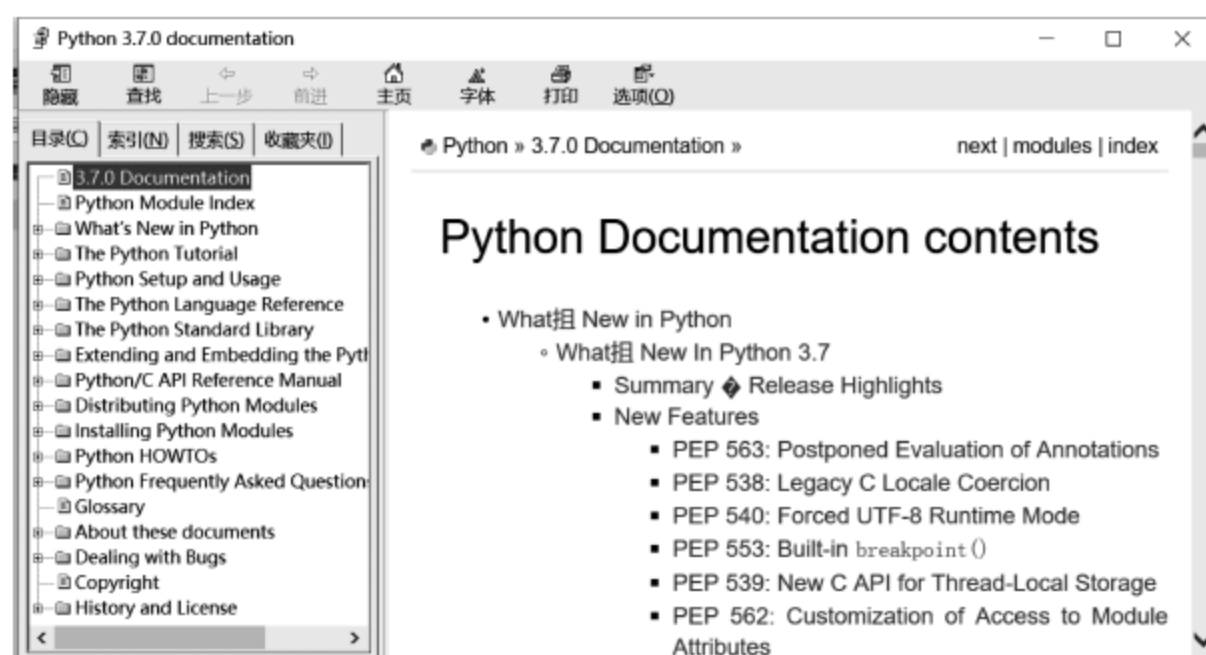 Python 3.7.0 documentation
隐藏 查找 上一步 前进 主页 字体 打印 选项(O)
目录(C) 索引(N) 搜索(S) 收藏夹(I)
3.7.0 Documentation
Python Module Index
What's New in Python
The Python Tutorial
Python Setup and Usage
The Python Language Reference
The Python Standard Library
Extending and Embedding the Pyth
Python/C API Reference Manual
Distributing Python Modules
Installing Python Modules
Python HOWTOs
Python Frequently Asked Question
Glossary
About these documents
Dealing with Bugs
Copyright
History and License
Python » 3.7.0 Documentation » next | modules | index
Python Documentation contents
• What担 New in Python
◦ What担 New In Python 3.7
▪ Summary � Release Highlights
▪ New Features
▪ PEP 563: Postponed Evaluation of Annotations
▪ PEP 538: Legacy C Locale Coercion
▪ PEP 540: Forced UTF-8 Runtime Mode
▪ PEP 553: Built-in breakpoint()
▪ PEP 539: New C API for Thread-Local Storage
▪ PEP 562: Customization of Access to Module
Attributes